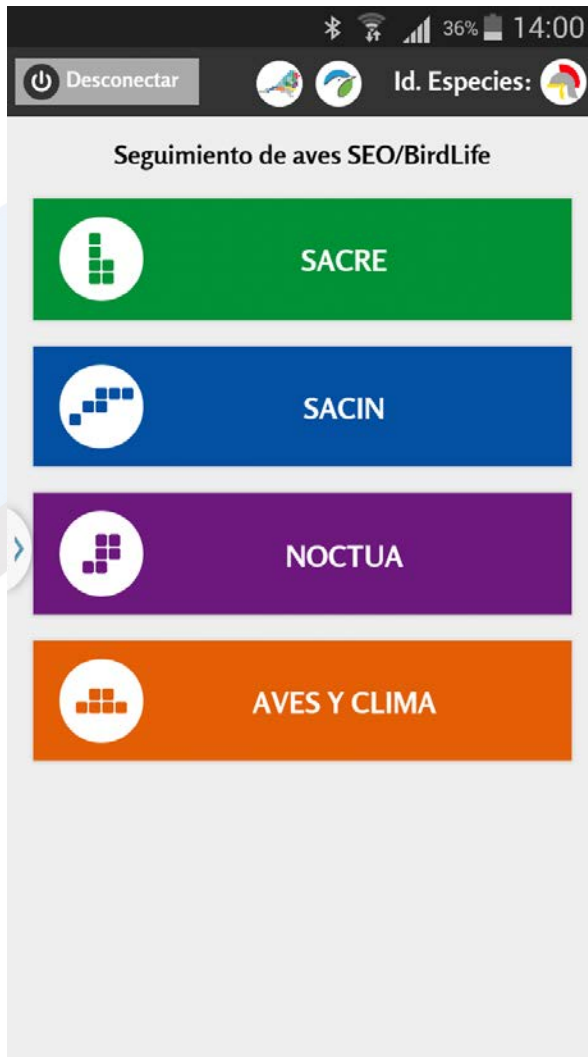 36% 14:00
Desconectar Id. Especies:
Seguimiento de aves SEO/BirdLife
SACRE
SACIN
NOCTUA
AVES Y CLIMA